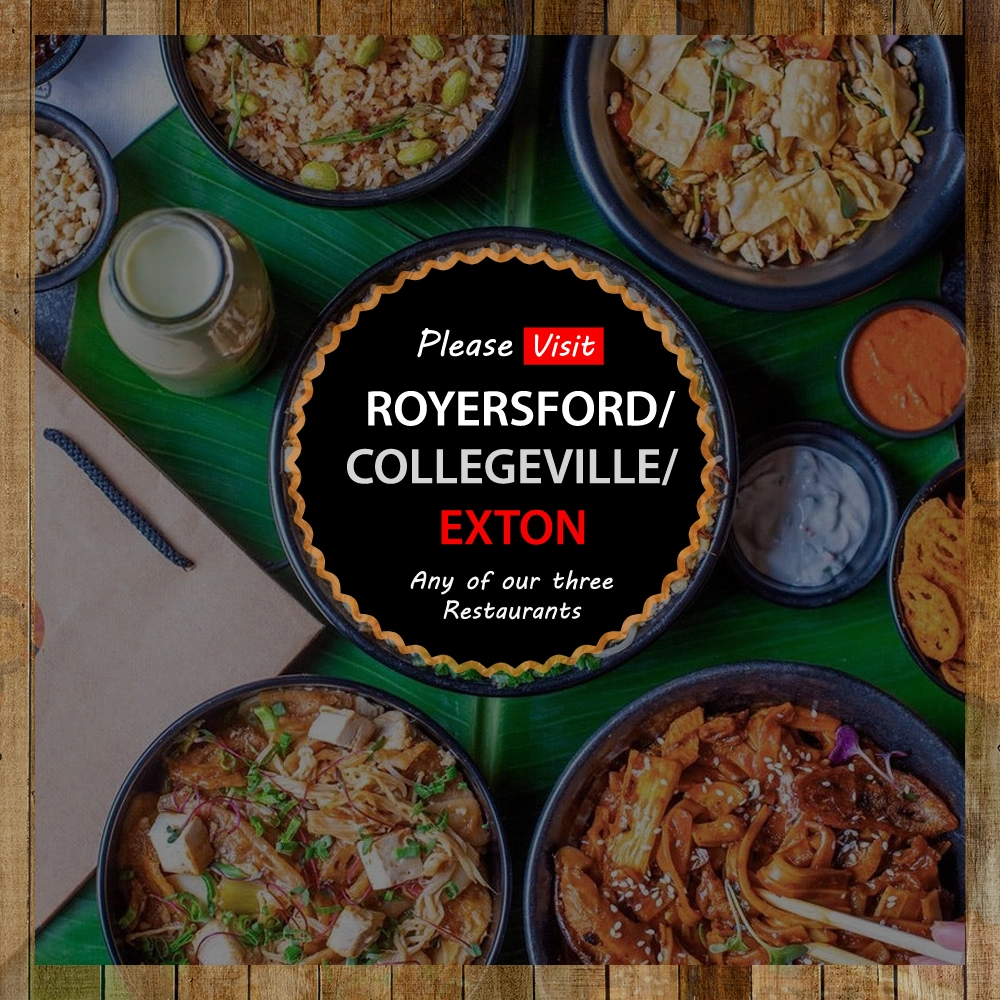 Please Visit
ROYERSFORD/
COLLEGEVILLE/
EXTON
Any of our three
Restaurants